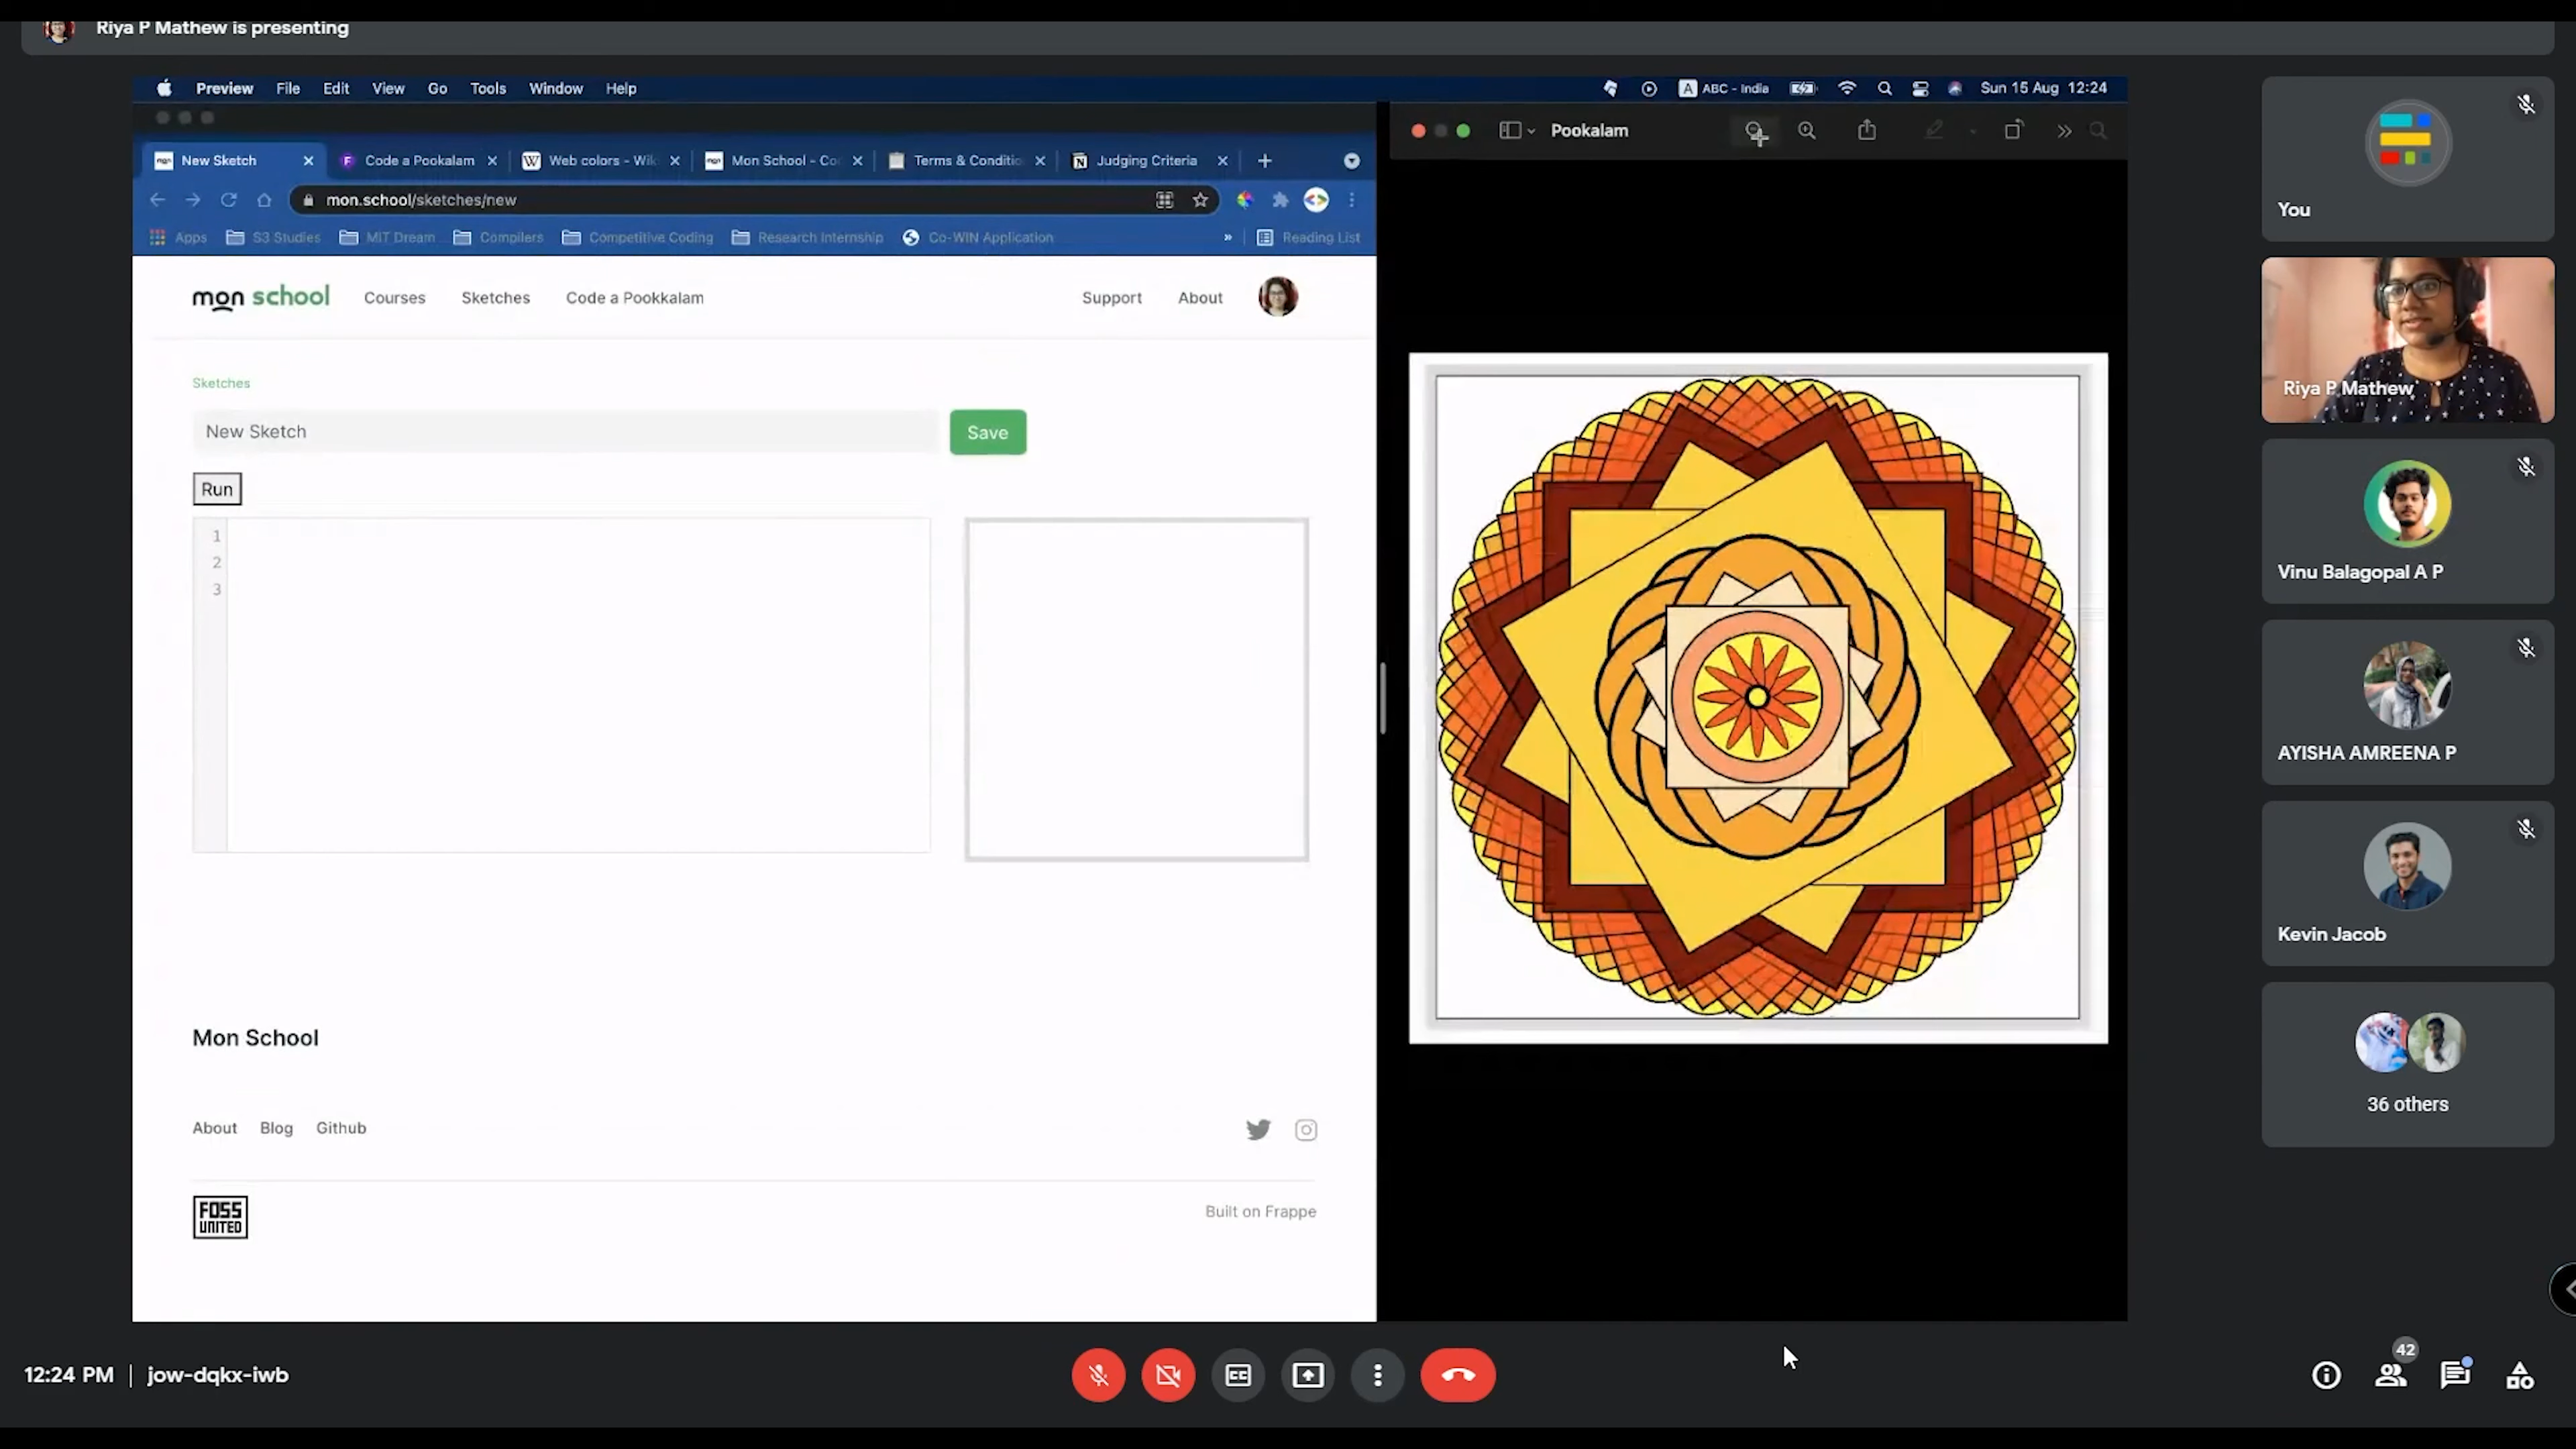 Riya P Mathew is presenting
Preview File Edit View Go Tools Window Help
A ABC - India Sun 15 Aug 12:24
New Sketch Code a Pookalam Web colors - Wik Mon School - Co Terms & Conditio Judging Criteria
Pookalam
mon.school/sketches/new
Apps S3 Studies MIT Dream Compilers Competitive Coding Research Internship Co-WIN Application » Reading List
mon school Courses Sketches Code a Pookkalam Support About
Sketches
New Sketch Save
Run
1
2
3
Mon School
About Blog Github
FOSS
UNITED
Built on Frappe
You
Riya P Mathew
Vinu Balagopal A P
AYISHA AMREENA P
Kevin Jacob
36 others
12:24 PM | jow-dqkx-iwb
CC
42